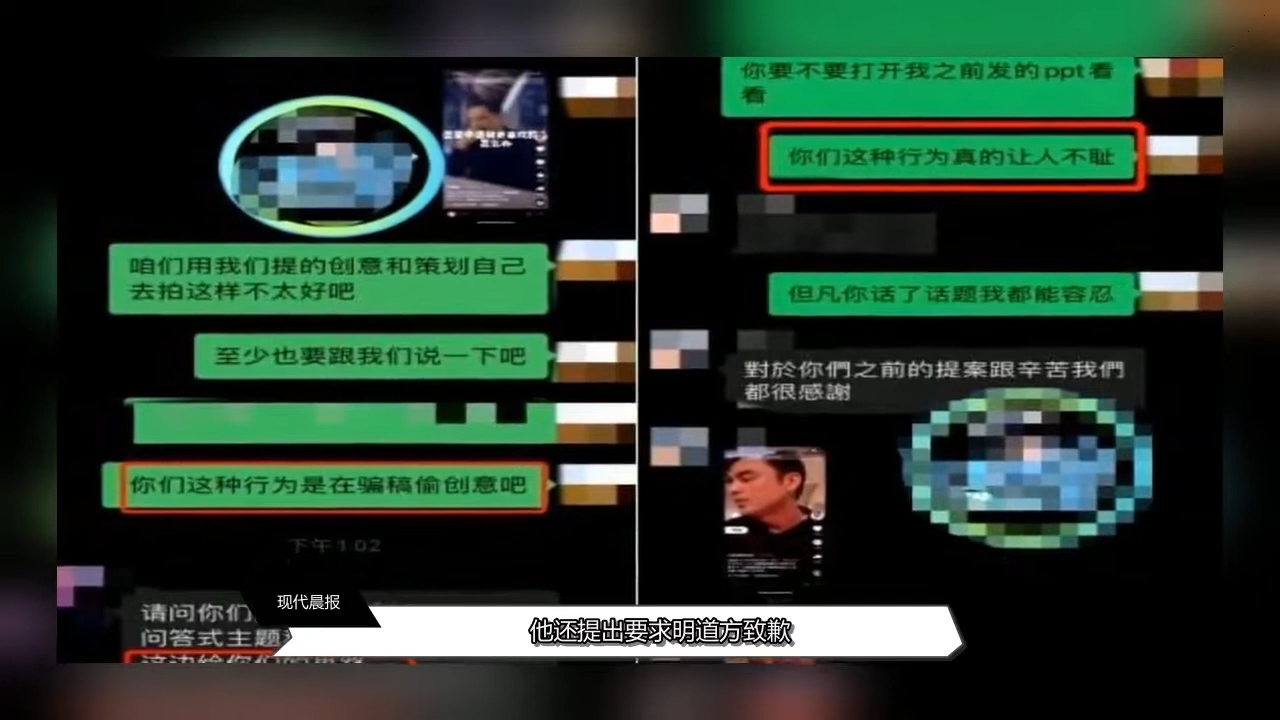 咱们用我们提的创意和策划自己
去拍这样不太好吧
至少也要跟我们说一下吧
你们这种行为是在骗稿偷创意吧
下午1:02
请问你们
问答式主题
你要不要打开我之前发的ppt看
看
你们这种行为真的让人不耻
但凡你话了话题我都能容忍
對於你們之前的提案跟辛苦我們
都很感謝
现代晨报
他还提出要求明道方致歉